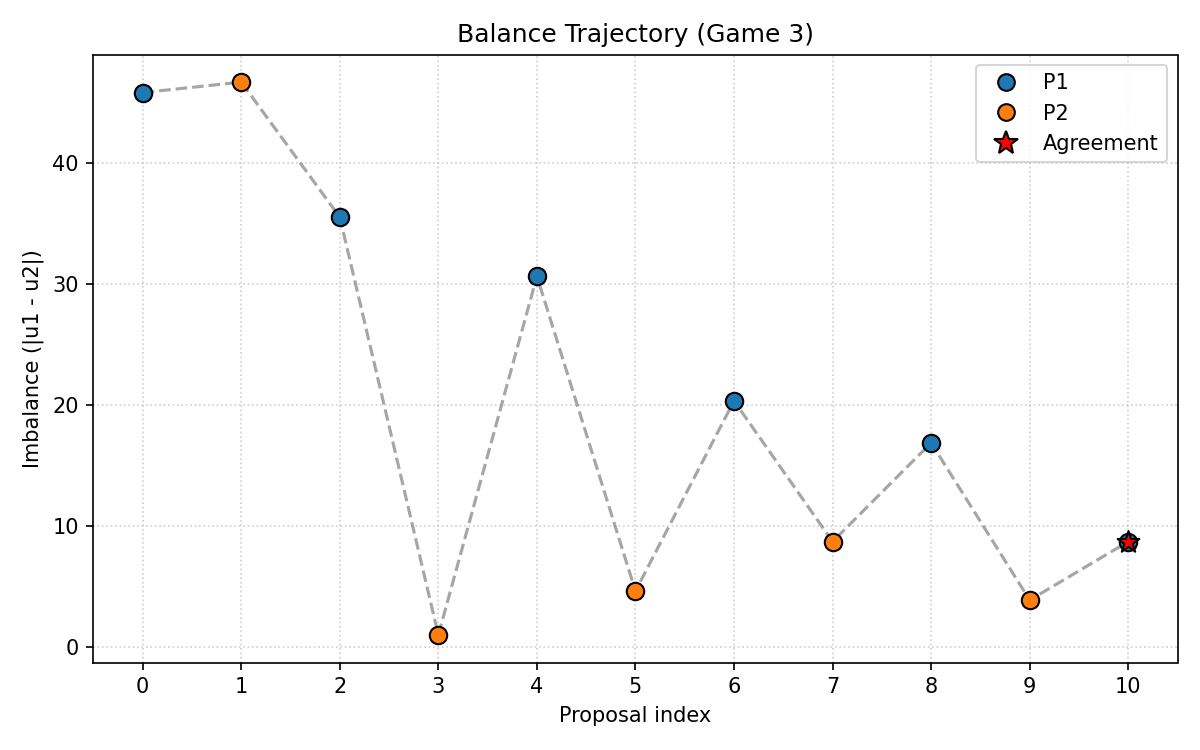 Balance Trajectory (Game 3)
P1
P2
Agreement
Imbalance (|u1 - u2|)
40
30
20
10
0
0 1 2 3 4 5 6 7 8 9 10
Proposal index